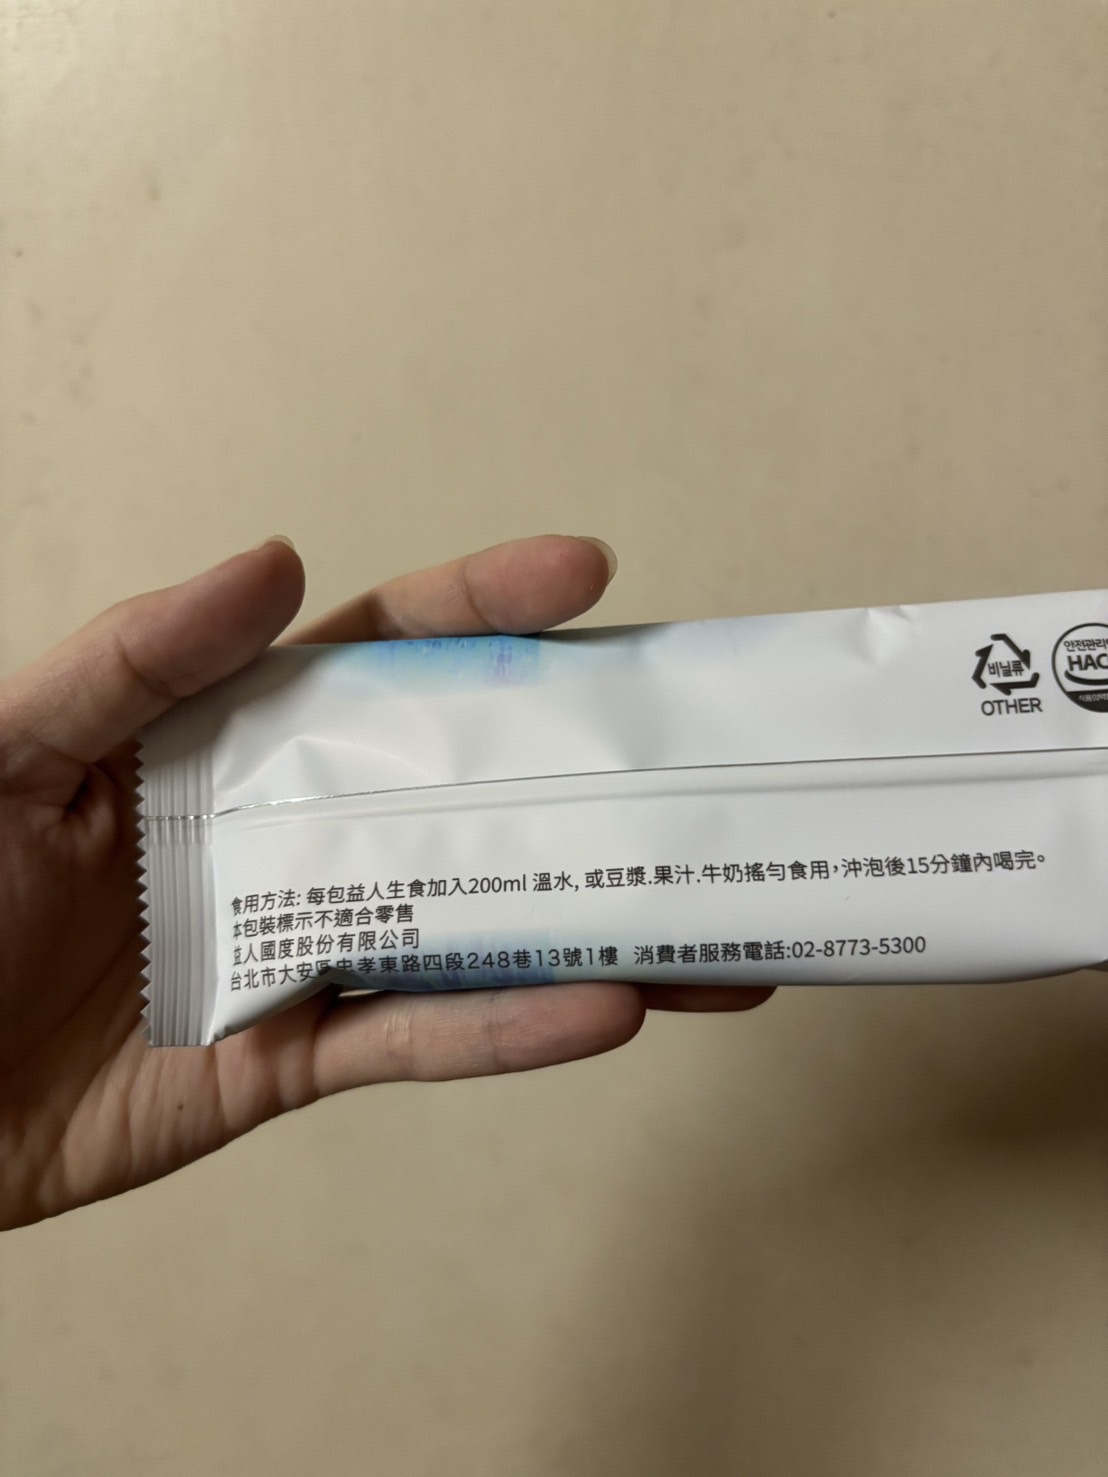 비닐류
OTHER
안전관리
HAC
食用方法: 每包益人生食加入200ml 溫水, 或豆漿.果汁.牛奶搖勻食用，沖泡後15分鐘內喝完。
本包裝標示不適合零售
益人國度股份有限公司
台北市大安區忠孝東路四段248巷13號1樓 消費者服務電話:02-8773-5300